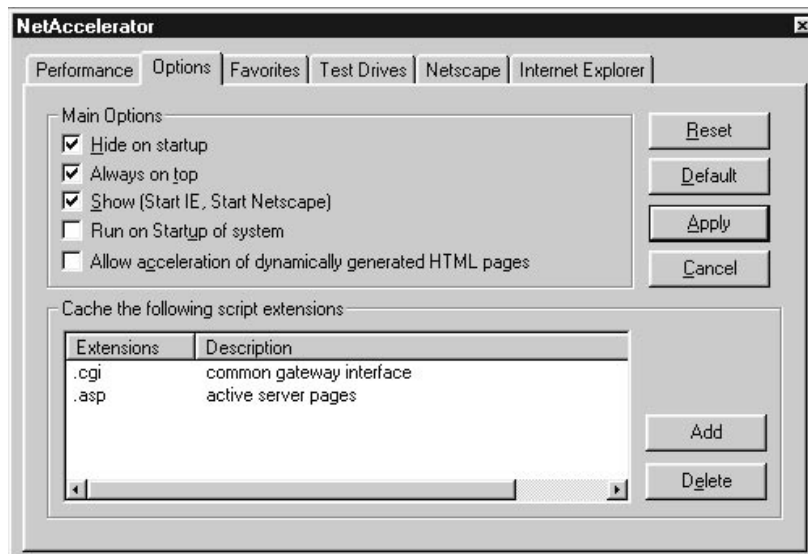 NetAccelerator
Performance Options Favorites Test Drives Netscape Internet Explorer
Main Options
Hide on startup
Always on top
Show (Start IE, Start Netscape)
Run on Startup of system
Allow acceleration of dynamically generated HTML pages
Reset
Default
Apply
Cancel
Cache the following script extensions
Extensions Description
.cgi common gateway interface
.asp active server pages
Add
Delete